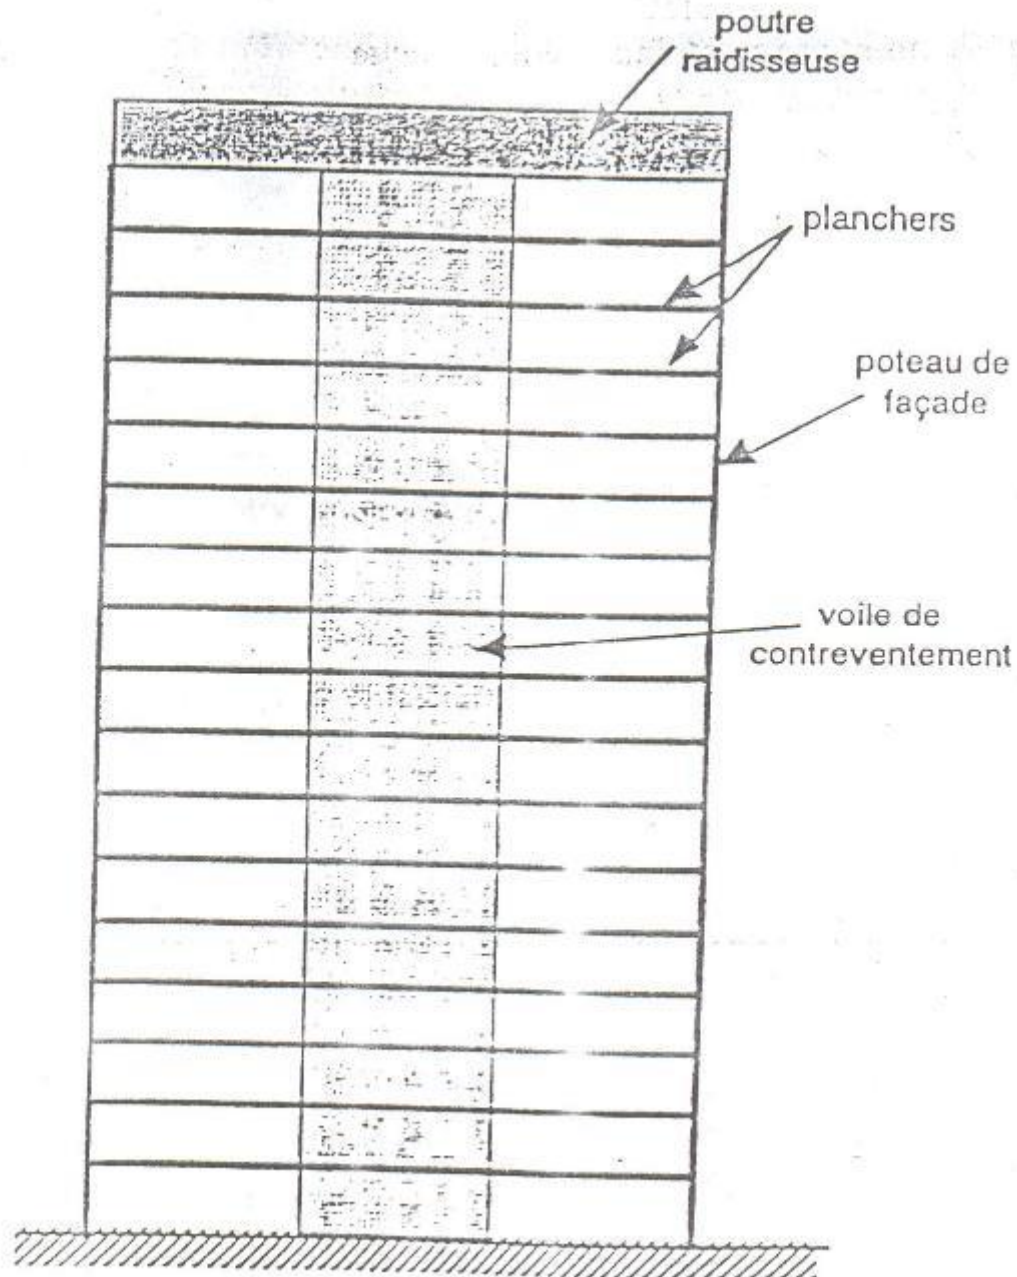 poutre
raidisseuse
planchers
poteau de
façade
voile de
contreventement